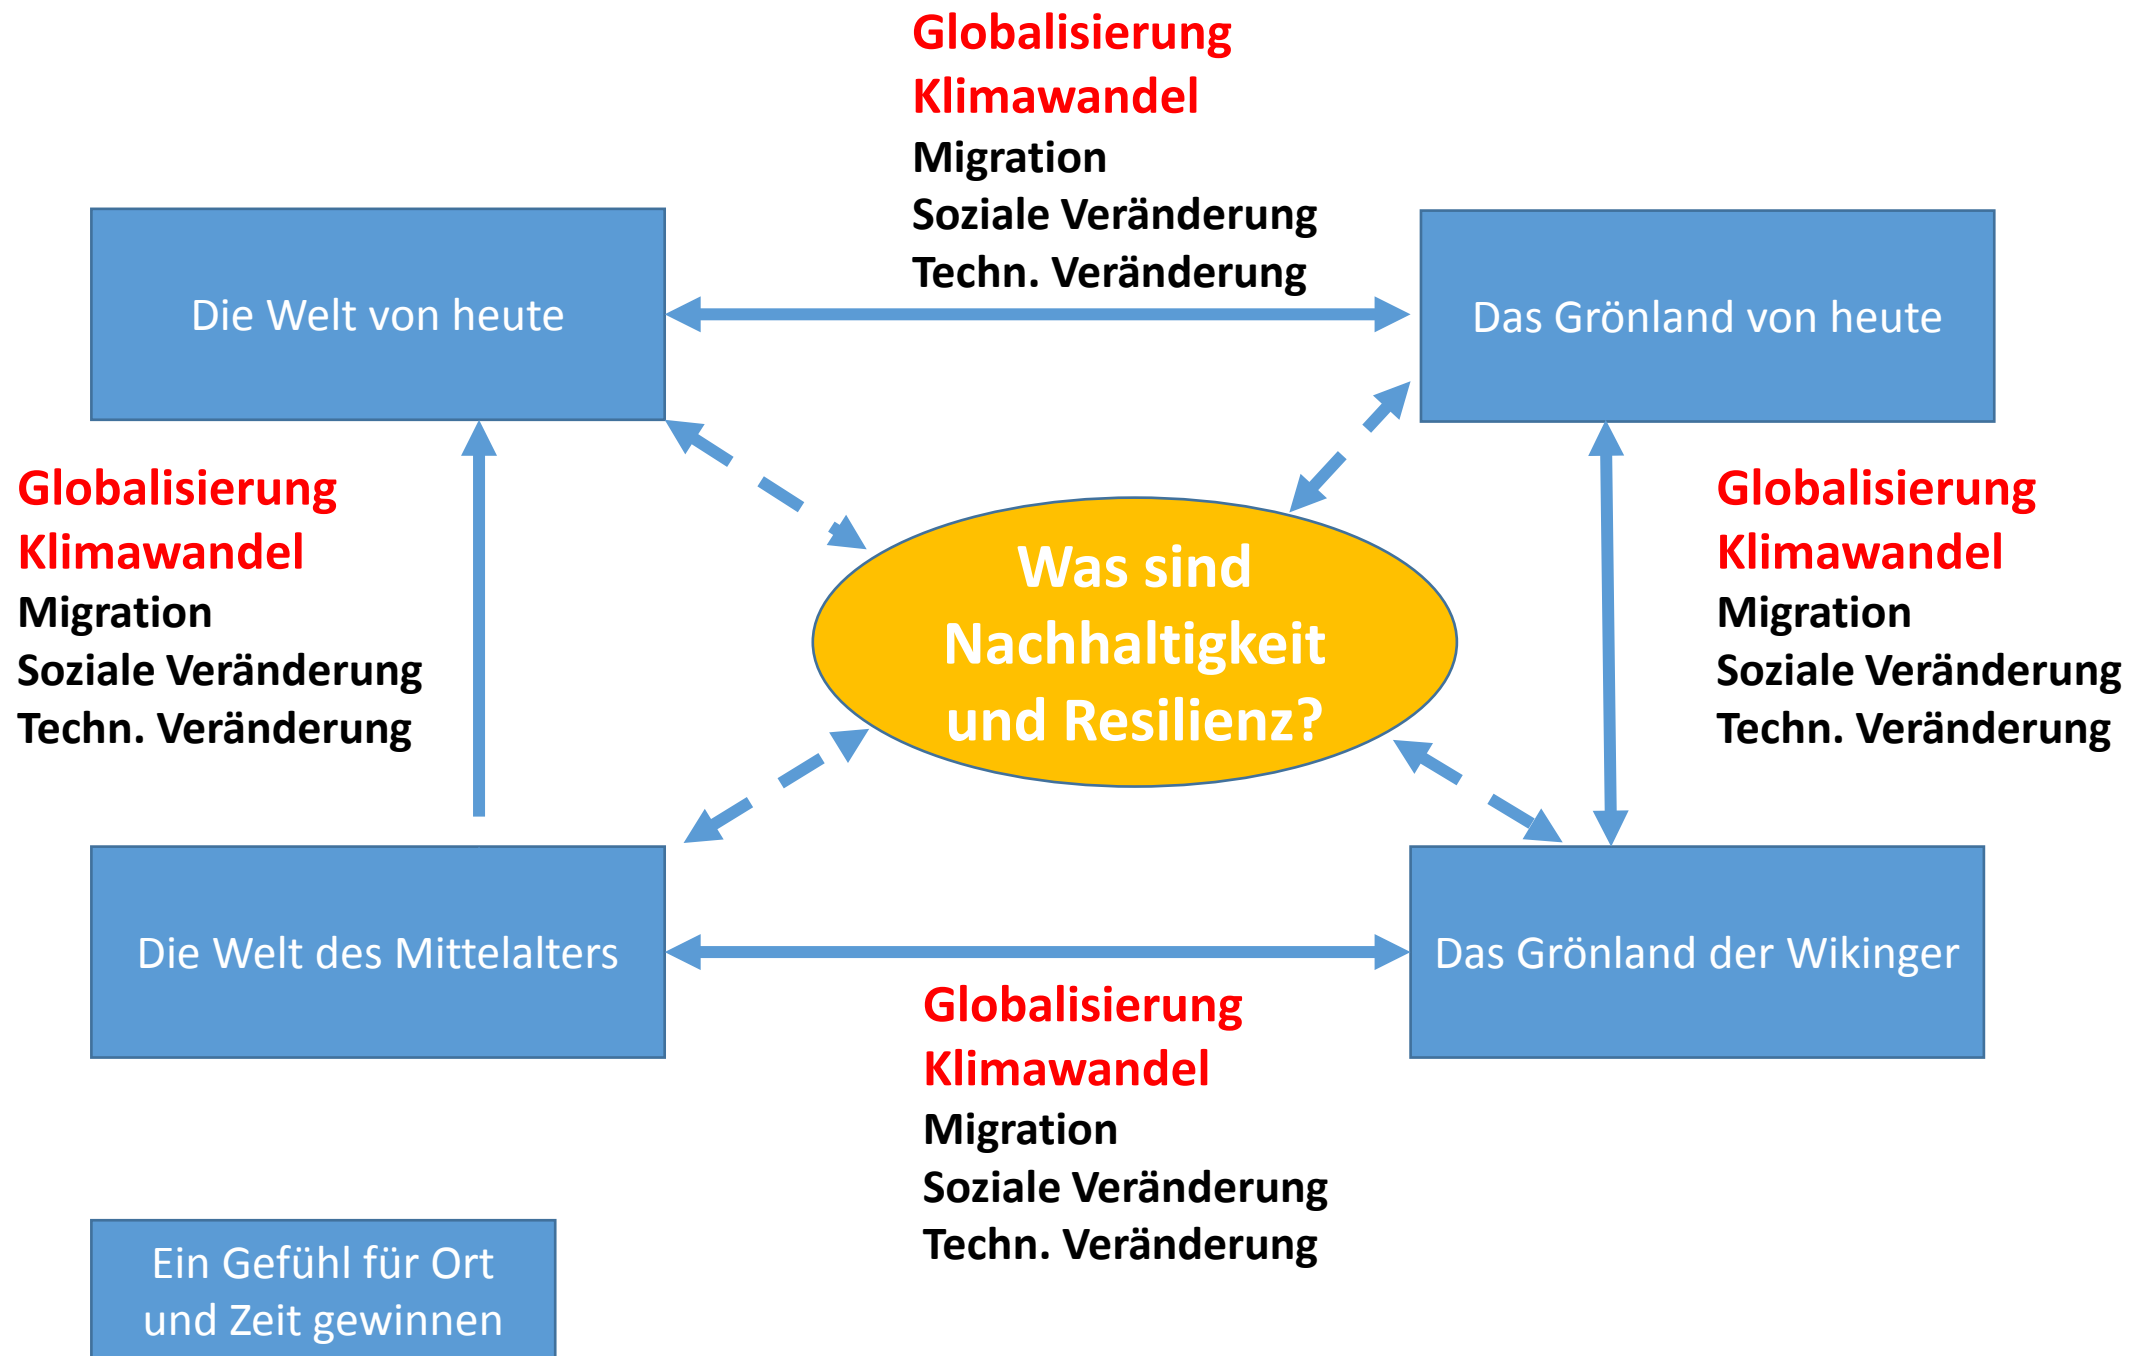 Globalisierung
Klimawandel
Migration
Soziale Veränderung
Techn. Veränderung
Die Welt von heute
Das Grönland von heute
Globalisierung
Klimawandel
Migration
Soziale Veränderung
Techn. Veränderung
Was sind
Nachhaltigkeit
und Resilienz?
Globalisierung
Klimawandel
Migration
Soziale Veränderung
Techn. Veränderung
Die Welt des Mittelalters
Das Grönland der Wikinger
Globalisierung
Klimawandel
Migration
Soziale Veränderung
Techn. Veränderung
Ein Gefühl für Ort
und Zeit gewinnen